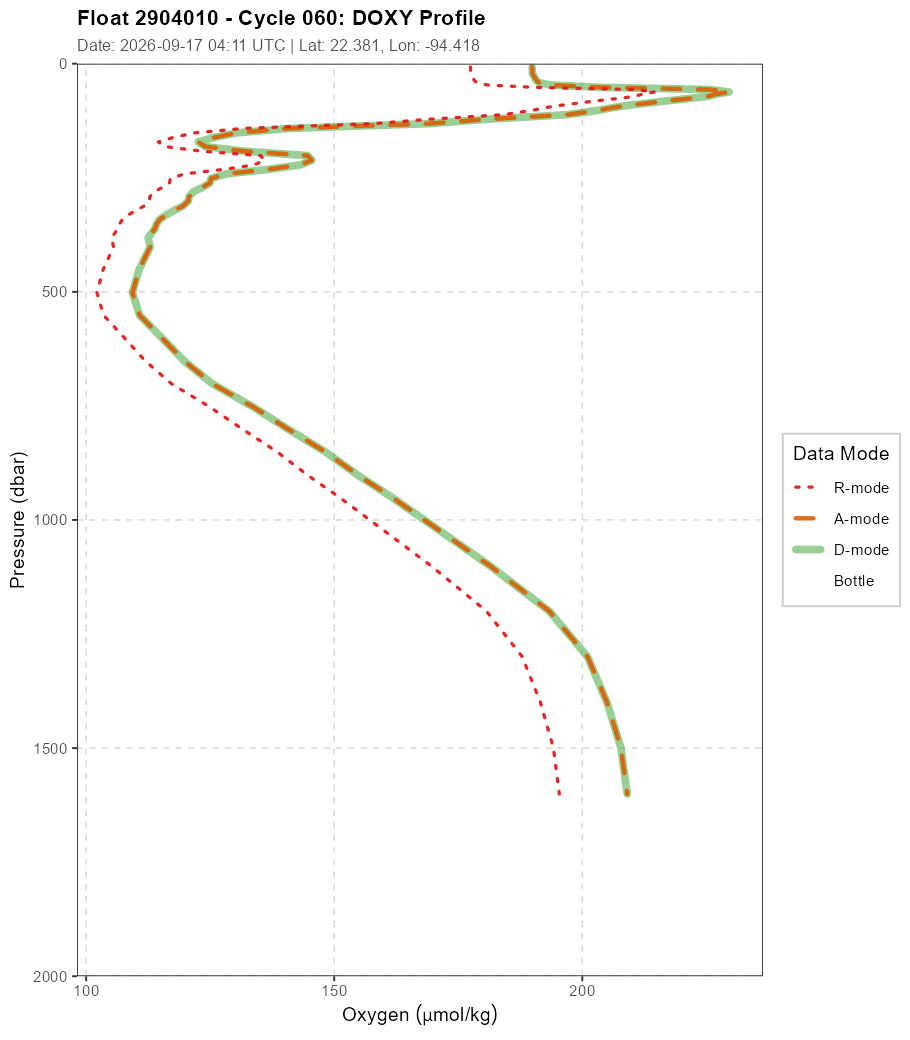 Float 2904010 - Cycle 060: DOXY Profile
Date: 2026-09-17 04:11 UTC | Lat: 22.381, Lon: -94.418
0
500
1000
1500
2000
Pressure (dbar)
100
150
200
Oxygen (μmol/kg)
Data Mode
R-mode
A-mode
D-mode
Bottle